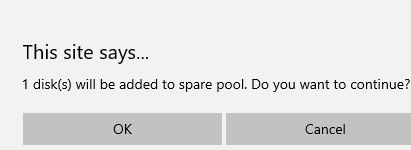 This site says...
1 disk(s) will be added to spare pool. Do you want to continue?
OK Cancel